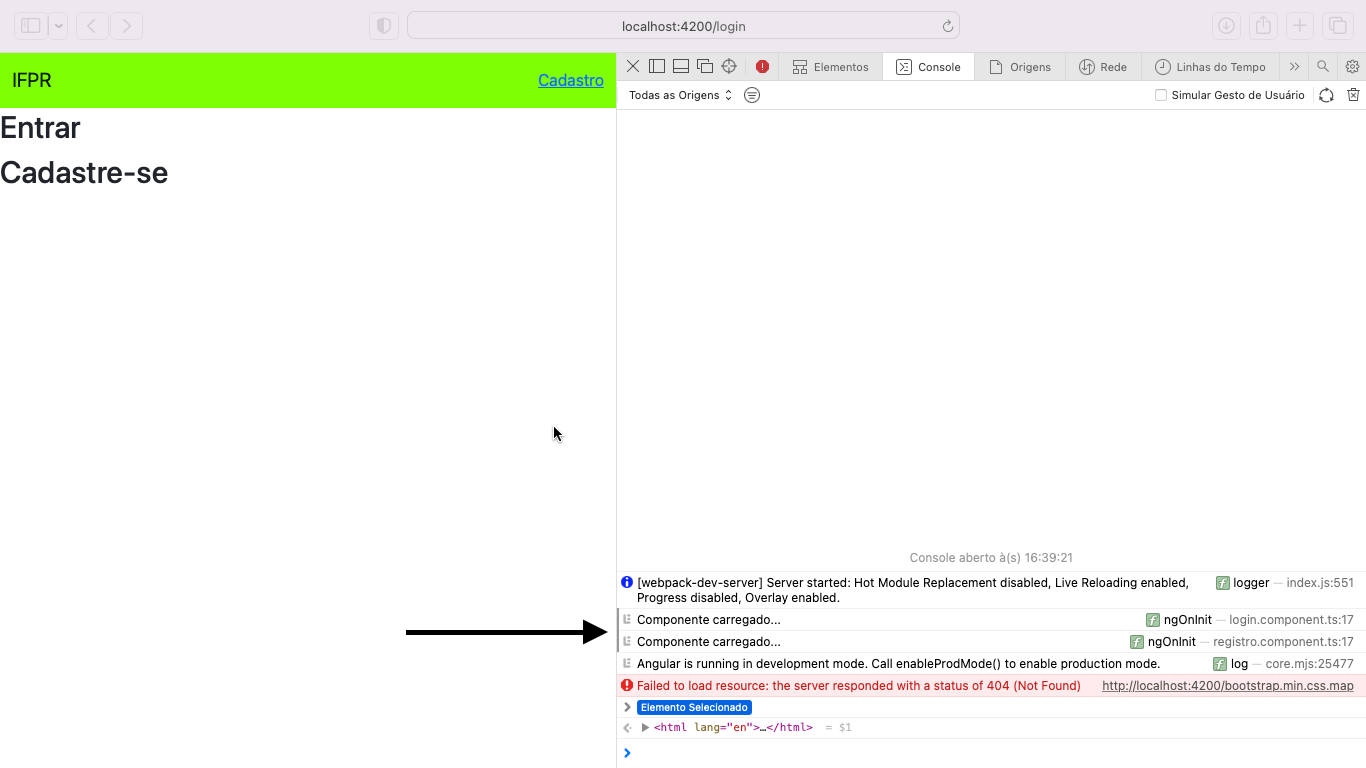 localhost:4200/login
IFPR
Cadastro
Entrar
Cadastre-se
Elementos
Console
Origens
Rede
Linhas do Tempo
Todas as Origens
Simular Gesto de Usuário
Console aberto à(s) 16:39:21
[webpack-dev-server] Server started: Hot Module Replacement disabled, Live Reloading enabled,
Progress disabled, Overlay enabled.
f logger — index.js:551
Componente carregado...
f ngOnInit — login.component.ts:17
Componente carregado...
f ngOnInit — registro.component.ts:17
Angular is running in development mode. Call enableProdMode() to enable production mode.
f log — core.mjs:25477
Failed to load resource: the server responded with a status of 404 (Not Found)
http://localhost:4200/bootstrap.min.css.map
Elemento Selecionado
<html lang="en">…</html> = $1